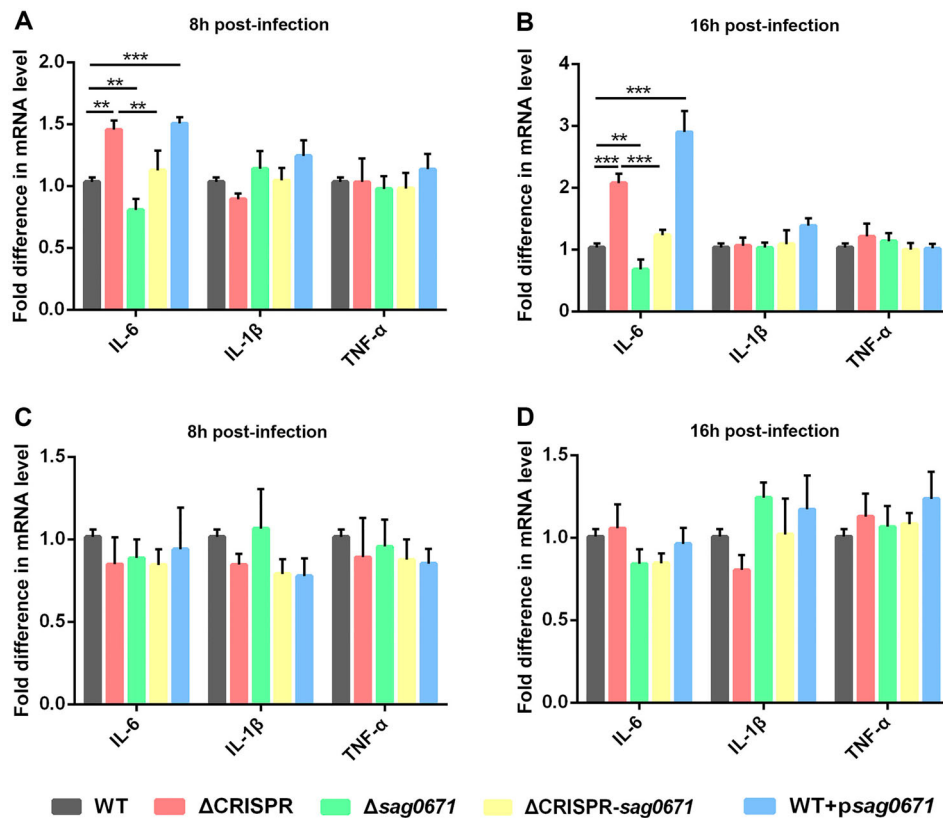 A
8h post-infection
Fold difference in mRNA level
2.0
1.5
1.0
0.5
0.0
***
**
** **
IL-6
IL-1β
TNF-α
B
16h post-infection
Fold difference in mRNA level
4
3
2
1
0
***
**
*** ***
IL-6
IL-1β
TNF-α
C
8h post-infection
Fold difference in mRNA level
1.5
1.0
0.5
0.0
IL-6
IL-1β
TNF-α
D
16h post-infection
Fold difference in mRNA level
1.5
1.0
0.5
0.0
IL-6
IL-1β
TNF-α
WT ΔCRISPR Δsag0671 ΔCRISPR-sag0671 WT+psag0671